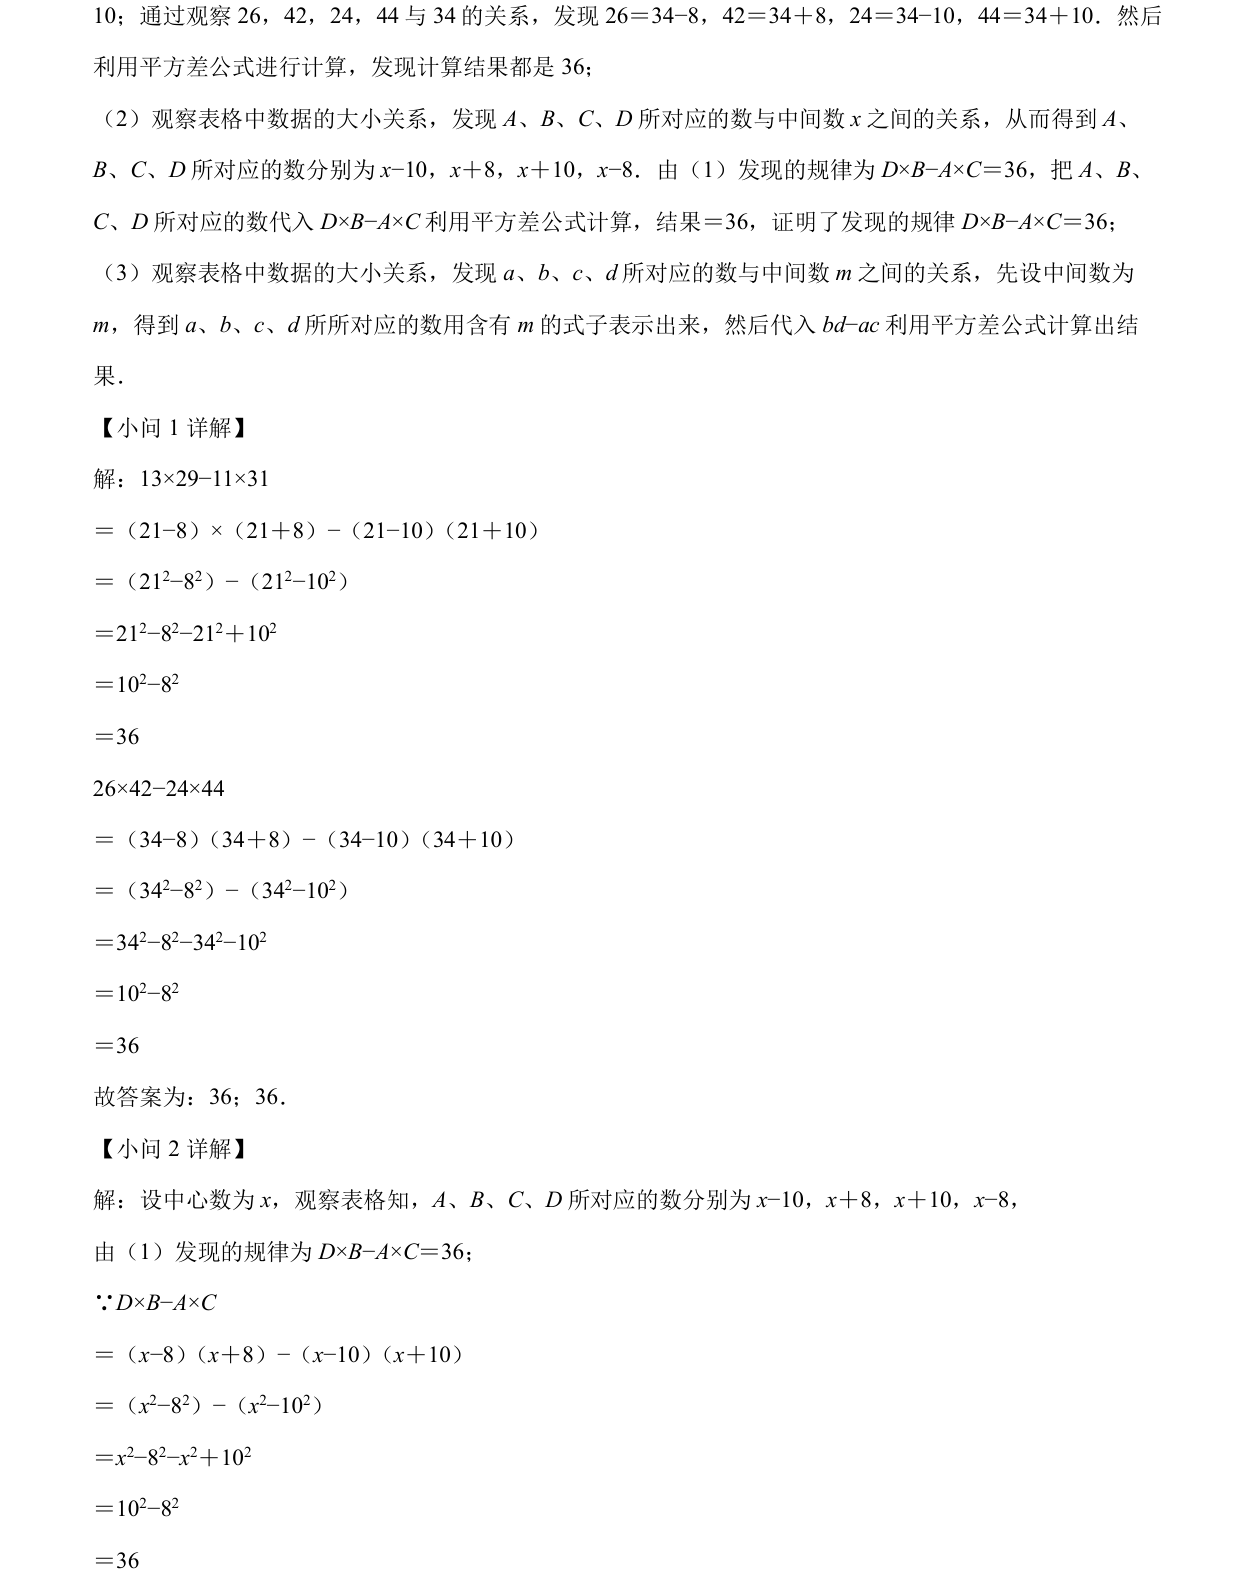 10；通过观察 26，42，24，44 与 34 的关系，发现 26＝34−8，42＝34＋8，24＝34−10，44＝34＋10．然后
利用平方差公式进行计算，发现计算结果都是 36；
（2）观察表格中数据的大小关系，发现 A、B、C、D 所对应的数与中间数 x 之间的关系，从而得到 A、
B、C、D 所对应的数分别为 x−10，x＋8，x＋10，x−8．由（1）发现的规律为 D×B−A×C＝36，把 A、B、
C、D 所对应的数代入 D×B−A×C 利用平方差公式计算，结果＝36，证明了发现的规律 D×B−A×C＝36；
（3）观察表格中数据的大小关系，发现 a、b、c、d 所对应的数与中间数 m 之间的关系，先设中间数为
m，得到 a、b、c、d 所所对应的数用含有 m 的式子表示出来，然后代入 bd−ac 利用平方差公式计算出结
果．
【小问 1 详解】
解：13×29−11×31
＝（21−8）×（21＋8）−（21−10）（21＋10）
＝（21²−8²）−（21²−10²）
＝21²−8²−21²＋10²
＝10²−8²
＝36
26×42−24×44
＝（34−8）（34＋8）−（34−10）（34＋10）
＝（34²−8²）−（34²−10²）
＝34²−8²−34²−10²
＝10²−8²
＝36
故答案为：36；36．
【小问 2 详解】
解：设中心数为 x，观察表格知，A、B、C、D 所对应的数分别为 x−10，x＋8，x＋10，x−8，
由（1）发现的规律为 D×B−A×C＝36；
∵D×B−A×C
＝（x−8）（x＋8）−（x−10）（x＋10）
＝（x²−8²）−（x²−10²）
＝x²−8²−x²＋10²
＝10²−8²
＝36